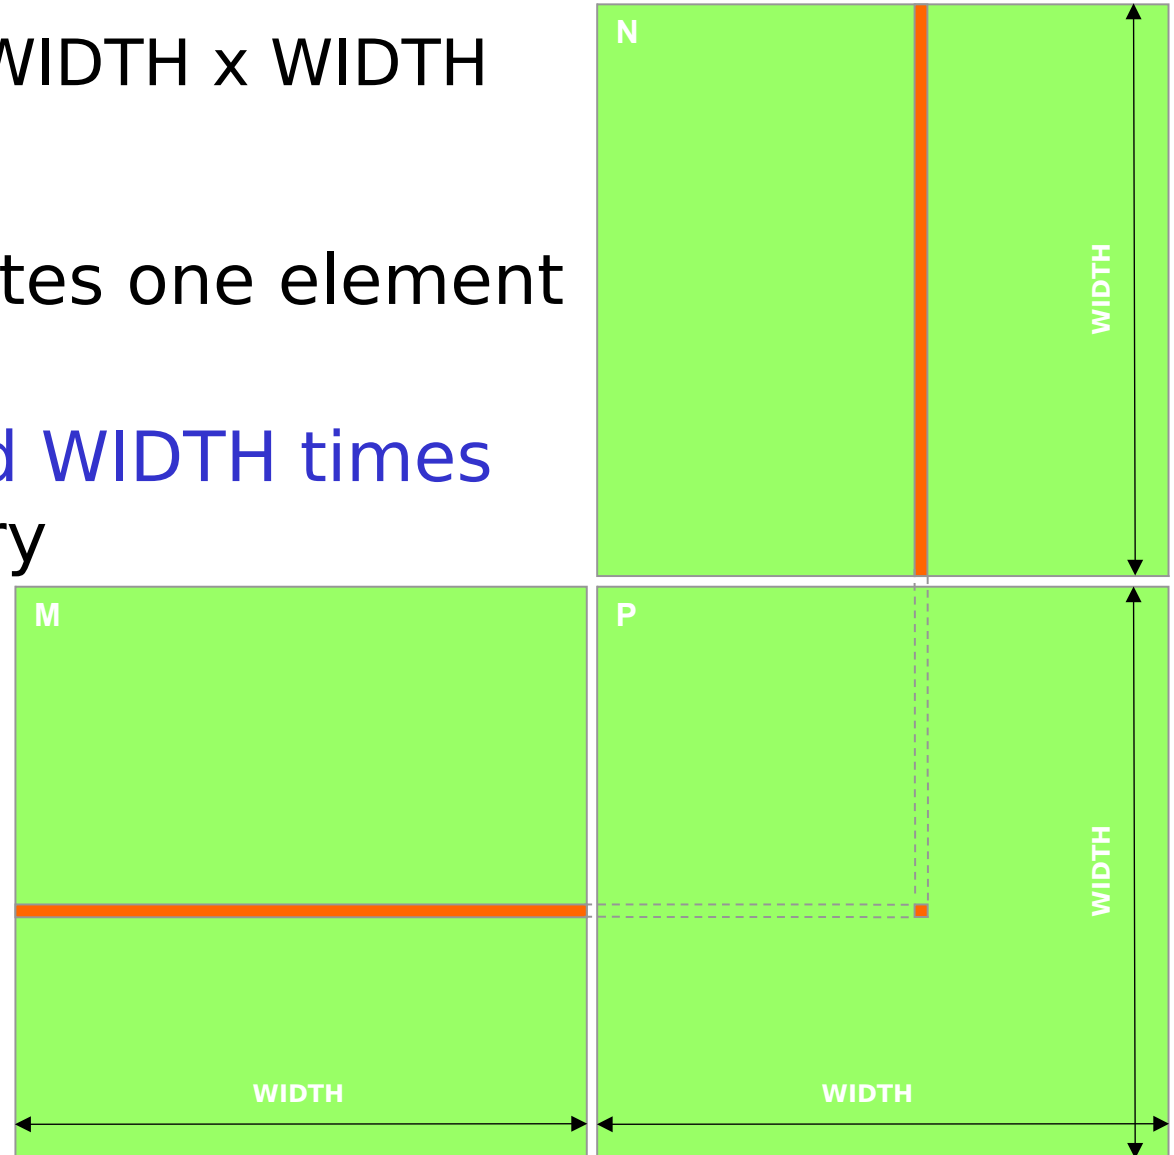 WIDTH x WIDTH
tes one element
d WIDTH times
ry
N
WIDTH
M
WIDTH
P
WIDTH
WIDTH